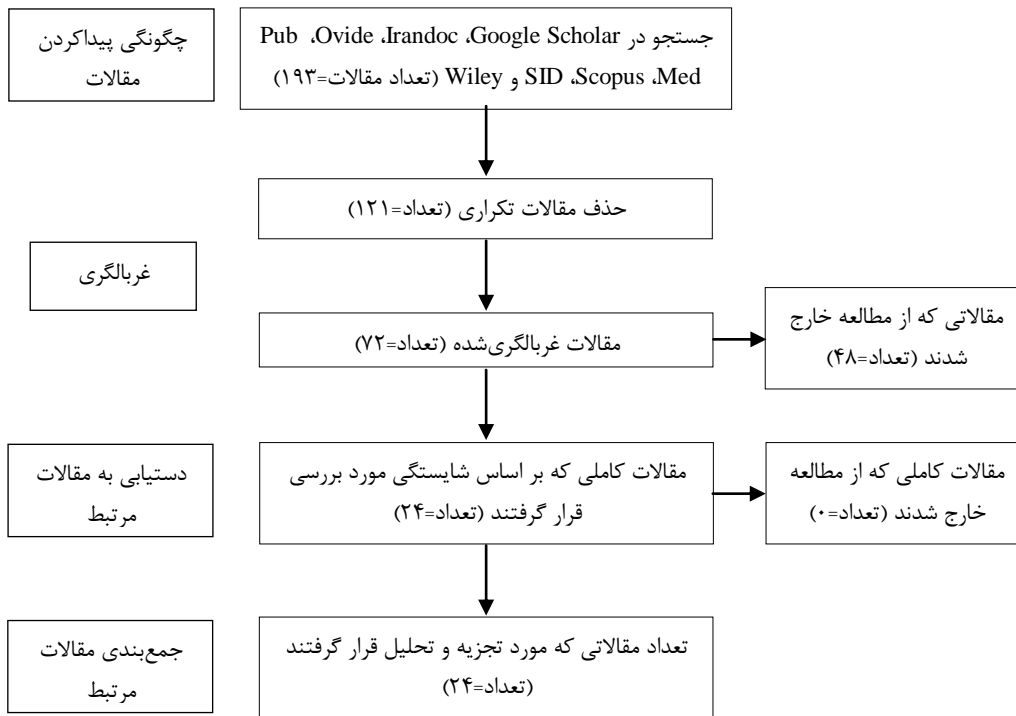 چگونگی پیداکردن
مقالات
جستجو در Pub ،Ovide ،Irandoc ،Google Scholar
SID ،Scopus ،Med و Wiley (تعداد مقالات=۱۹۳)
حذف مقالات تکراری (تعداد=۱۲۱)
غربالگری
مقالات غربالگری‌شده (تعداد=۷۲)
مقالاتی که از مطالعه خارج
شدند (تعداد=۴۸)
دستیابی به مقالات
مرتبط
مقالات کاملی که بر اساس شایستگی مورد بررسی
قرار گرفتند (تعداد=۲۴)
مقالات کاملی که از مطالعه
خارج شدند (تعداد=۰)
جمع‌بندی مقالات
مرتبط
تعداد مقالاتی که مورد تجزیه و تحلیل قرار گرفتند
(تعداد=۲۴)